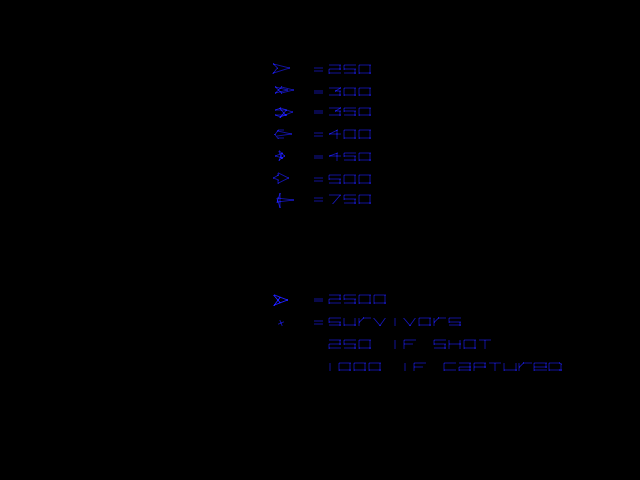 = 250
= 300
= 350
= 400
= 450
= 500
= 750
= 2500
= SURVIVORS
250 IF SHOT
1000 IF CAPTURED